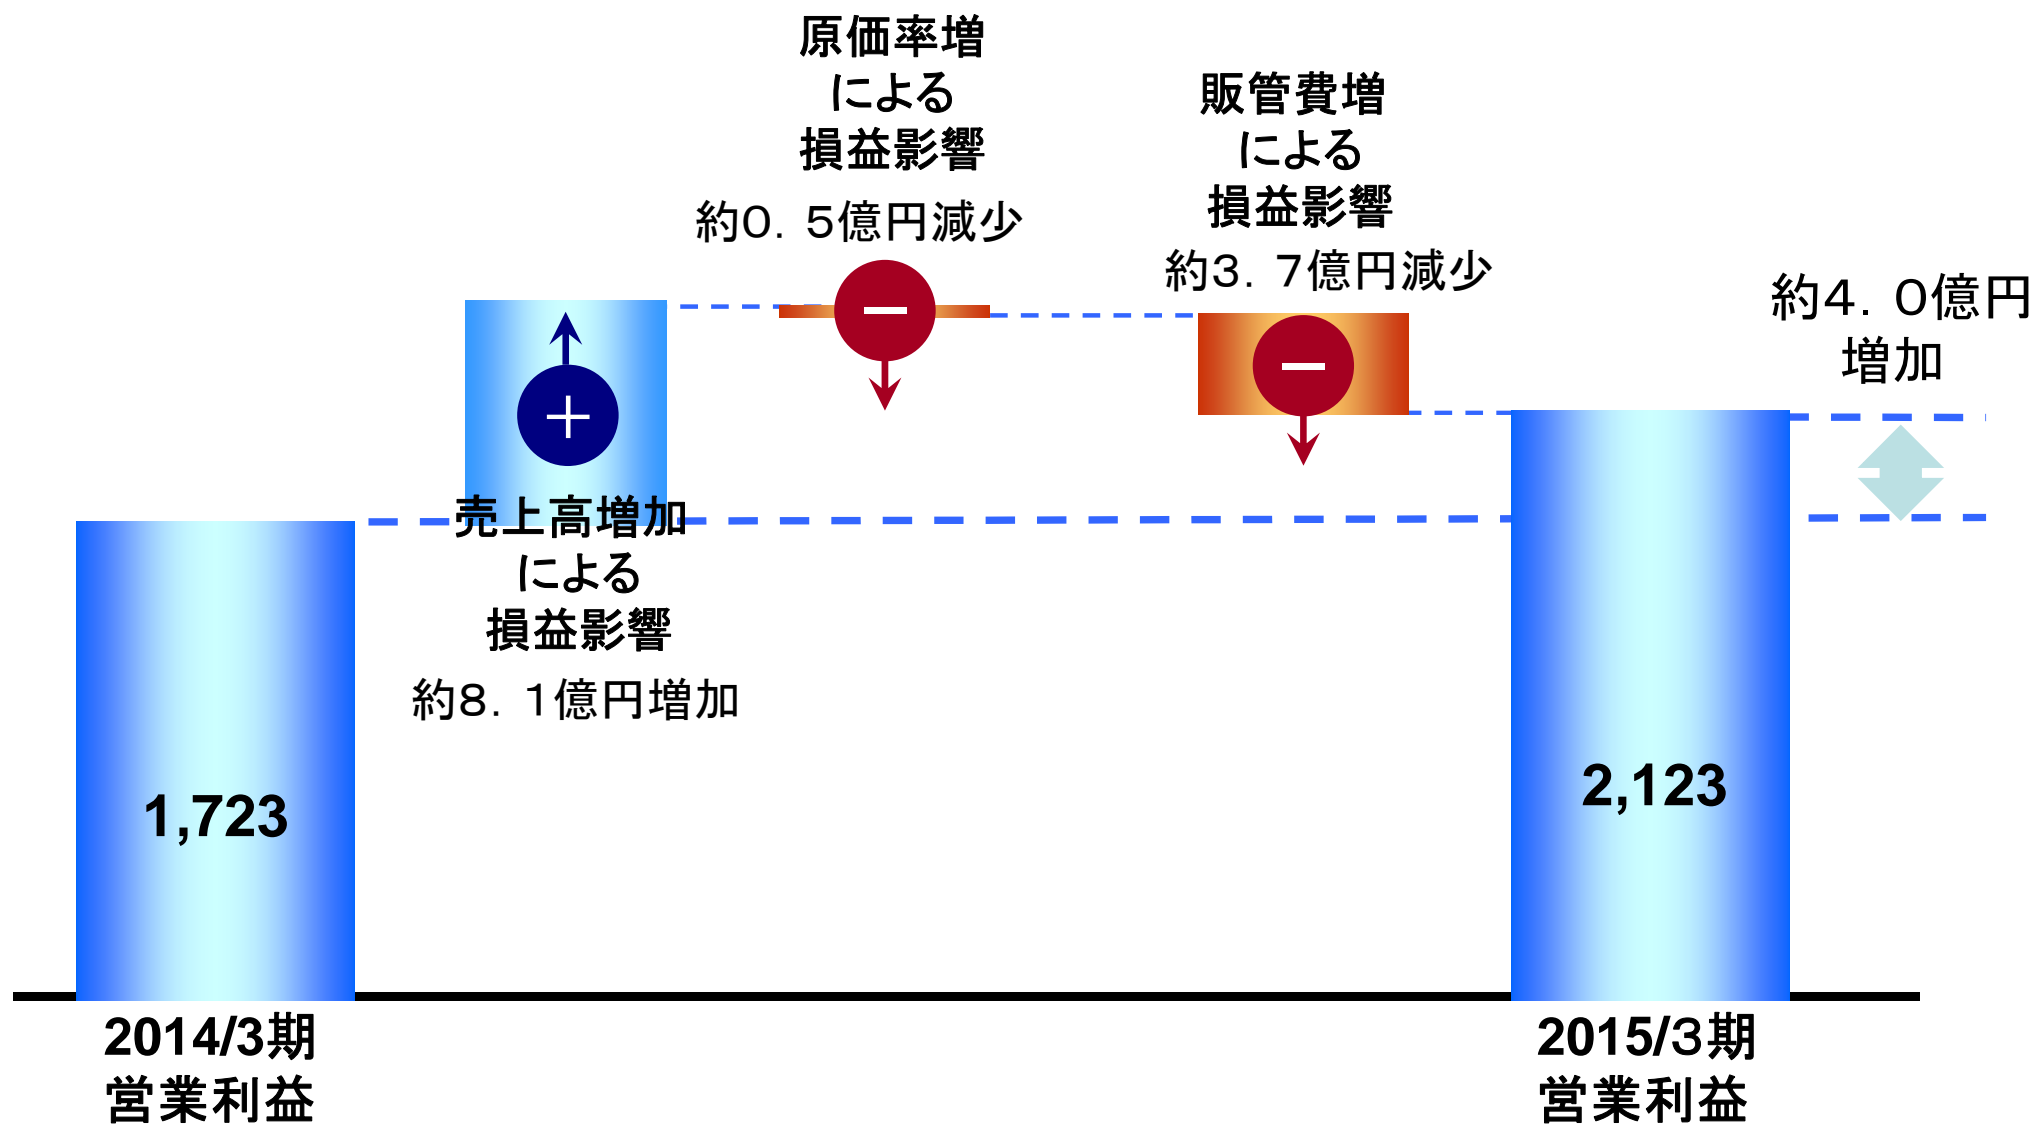 原価率増
による
損益影響
約０．５億円減少
販管費増
による
損益影響
約３．７億円減少
約４．０億円
増加
＋
－
－
売上高増加
による
損益影響
約８．１億円増加
1,723
2,123
2014/3期
営業利益
2015/３期
営業利益